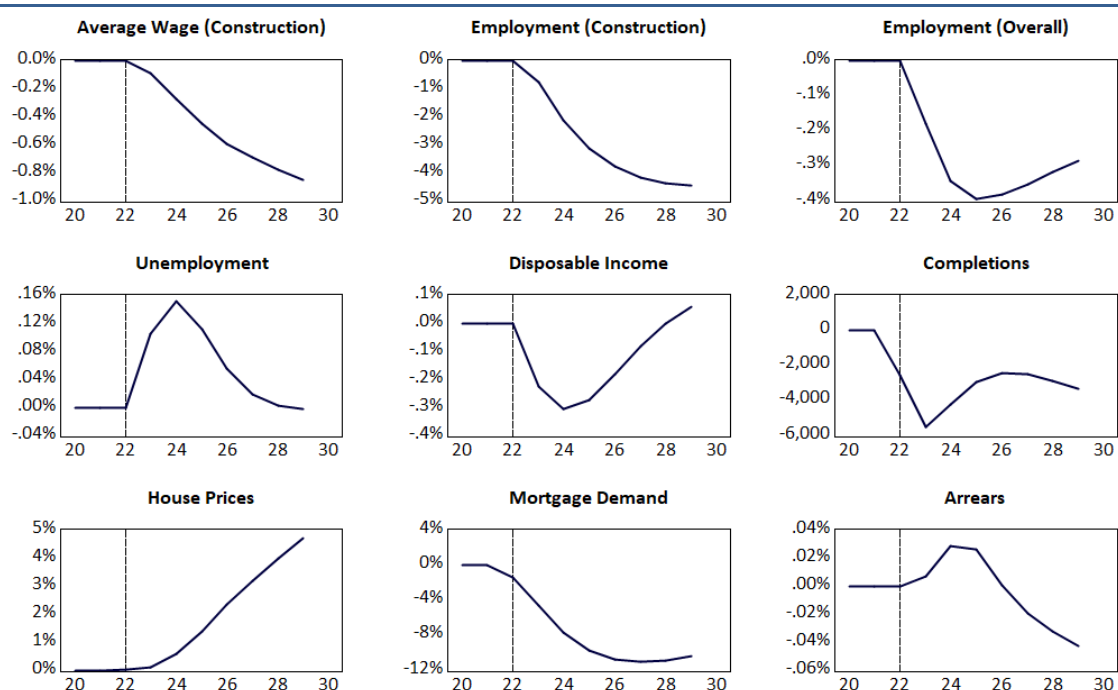 Average Wage (Construction)
0.0%
-0.2%
-0.4%
-0.6%
-0.8%
-1.0%
20 22 24 26 28 30
Employment (Construction)
0%
-1%
-2%
-3%
-4%
-5%
20 22 24 26 28 30
Employment (Overall)
.0%
-.1%
-.2%
-.3%
-.4%
20 22 24 26 28 30
Unemployment
.16%
.12%
.08%
.04%
.00%
-.04%
20 22 24 26 28 30
Disposable Income
.1%
.0%
-.1%
-.2%
-.3%
-.4%
20 22 24 26 28 30
Completions
2,000
0
-2,000
-4,000
-6,000
20 22 24 26 28 30
House Prices
5%
4%
3%
2%
1%
0%
20 22 24 26 28 30
Mortgage Demand
4%
0%
-4%
-8%
-12%
20 22 24 26 28 30
Arrears
.04%
.02%
.00%
-.02%
-.04%
-.06%
20 22 24 26 28 30